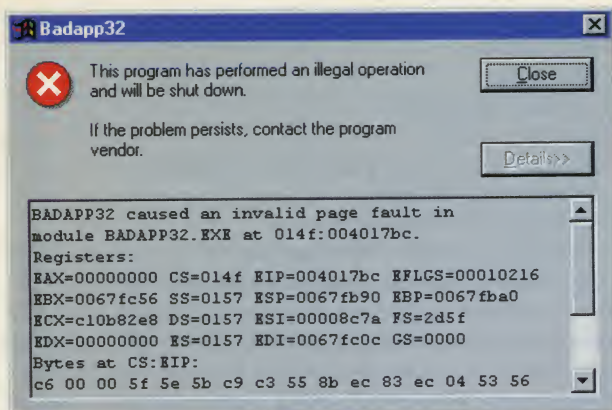 Badapp32
This program has performed an illegal operation
and will be shut down.
If the problem persists, contact the program
vendor.
Close
Details>>
BADAPP32 caused an invalid page fault in
module BADAPP32.EXE at 014f:004017bc.
Registers:
EAX=00000000 CS=014f EIP=004017bc EFLGS=00010216
EBX=0067fc56 SS=0157 ESP=0067fb90 EBP=0067fba0
ECX=c10b82e8 DS=0157 ESI=00008c7a FS=2d5f
EDX=00000000 ES=0157 EDI=0067fc0c GS=0000
Bytes at CS:EIP:
c6 00 00 5f 5e 5b c9 c3 55 8b ec 83 ec 04 53 56